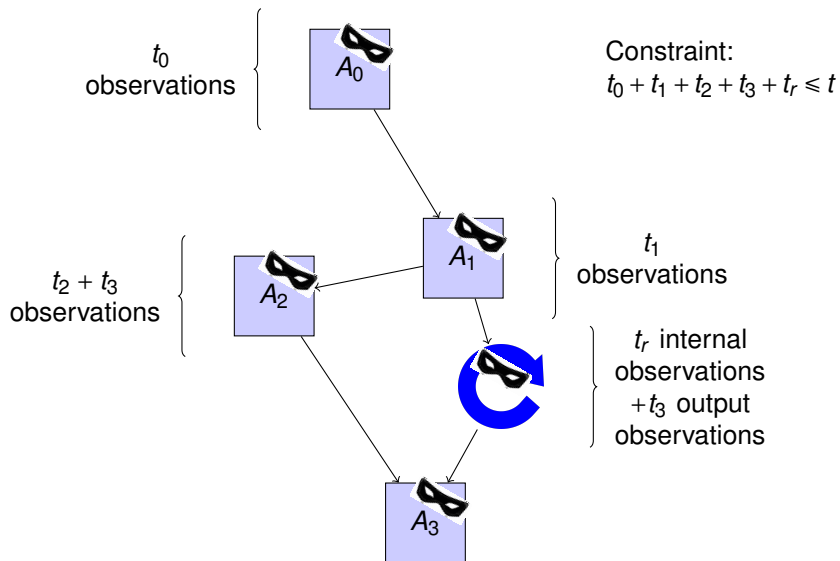 t₀
observations
A₀
Constraint:
t₀ + t₁ + t₂ + t₃ + tᵣ ⩽ t
A₁
t₁
observations
t₂ + t₃
observations
A₂
tᵣ internal
observations
+t₃ output
observations
A₃